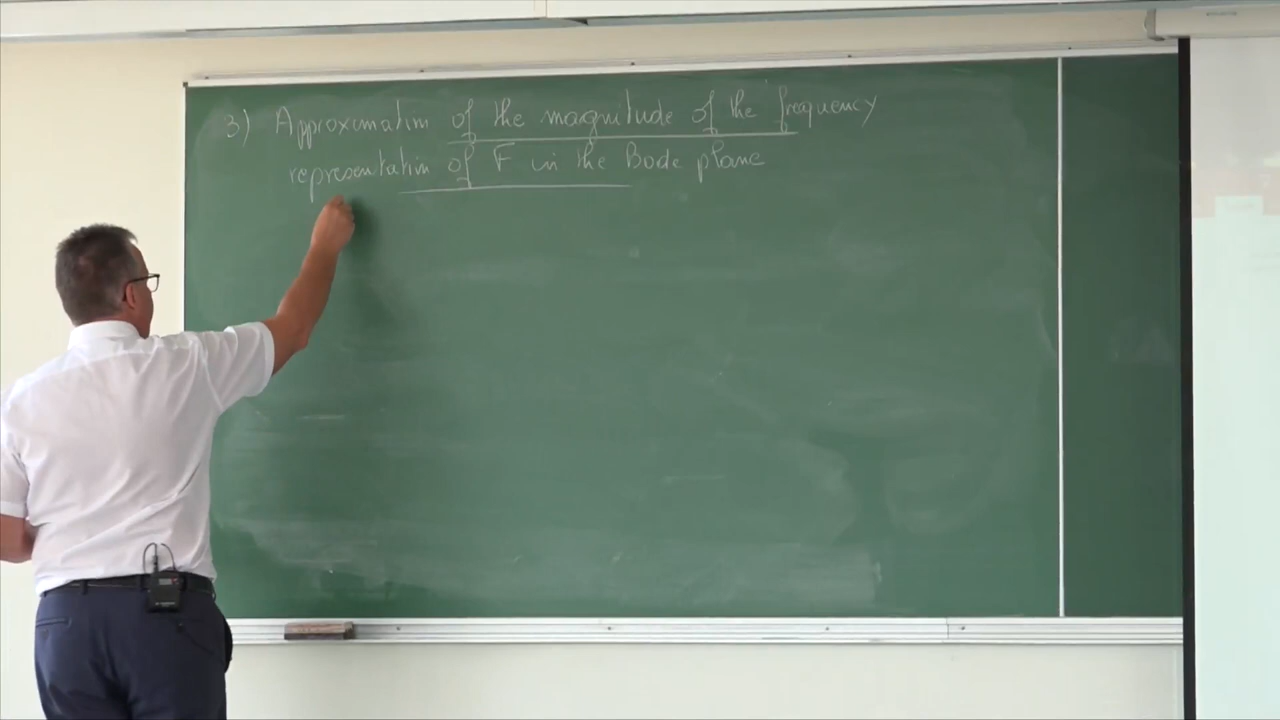 3) Approximation of the magnitude of the frequency
representation of F in the Bode plane